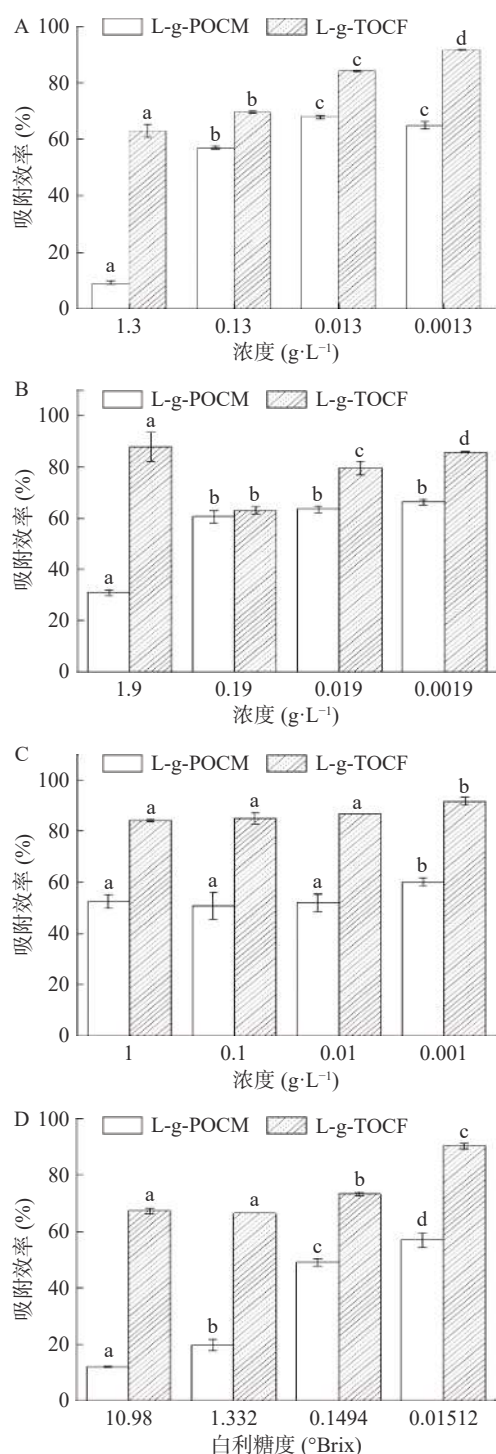 A
L-g-POCM L-g-TOCF
吸附效率 (%)
100
80
60
40
20
0
a a b b c c c d
1.3 0.13 0.013 0.0013
浓度 (g·L⁻¹)
B
L-g-POCM L-g-TOCF
吸附效率 (%)
100
80
60
40
20
0
a a b b b c b d
1.9 0.19 0.019 0.0019
浓度 (g·L⁻¹)
C
L-g-POCM L-g-TOCF
吸附效率 (%)
100
80
60
40
20
0
a a a a a a b b
1 0.1 0.01 0.001
浓度 (g·L⁻¹)
D
L-g-POCM L-g-TOCF
吸附效率 (%)
100
80
60
40
20
0
a a b a c b d c
10.98 1.332 0.1494 0.01512
白利糖度 (°Brix)